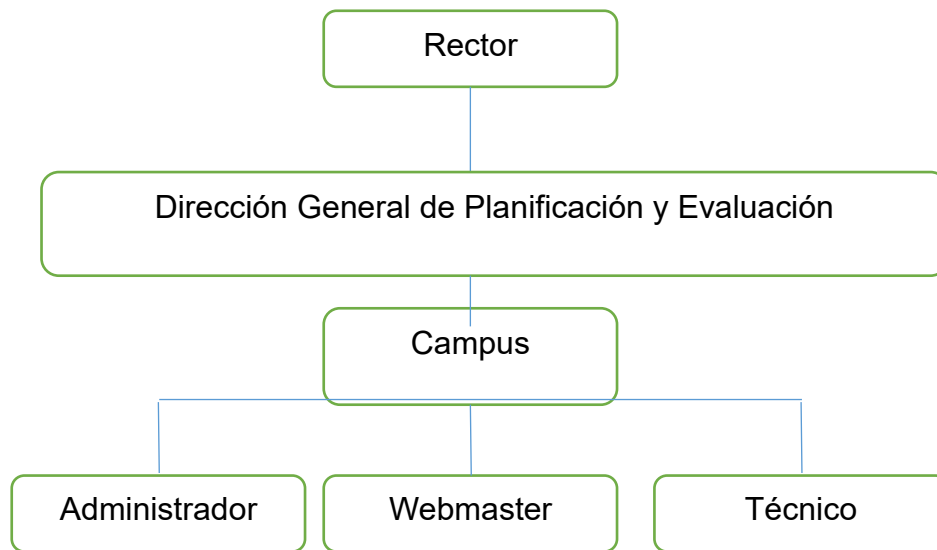 Rector
Dirección General de Planificación y Evaluación
Campus
Administrador
Webmaster
Técnico